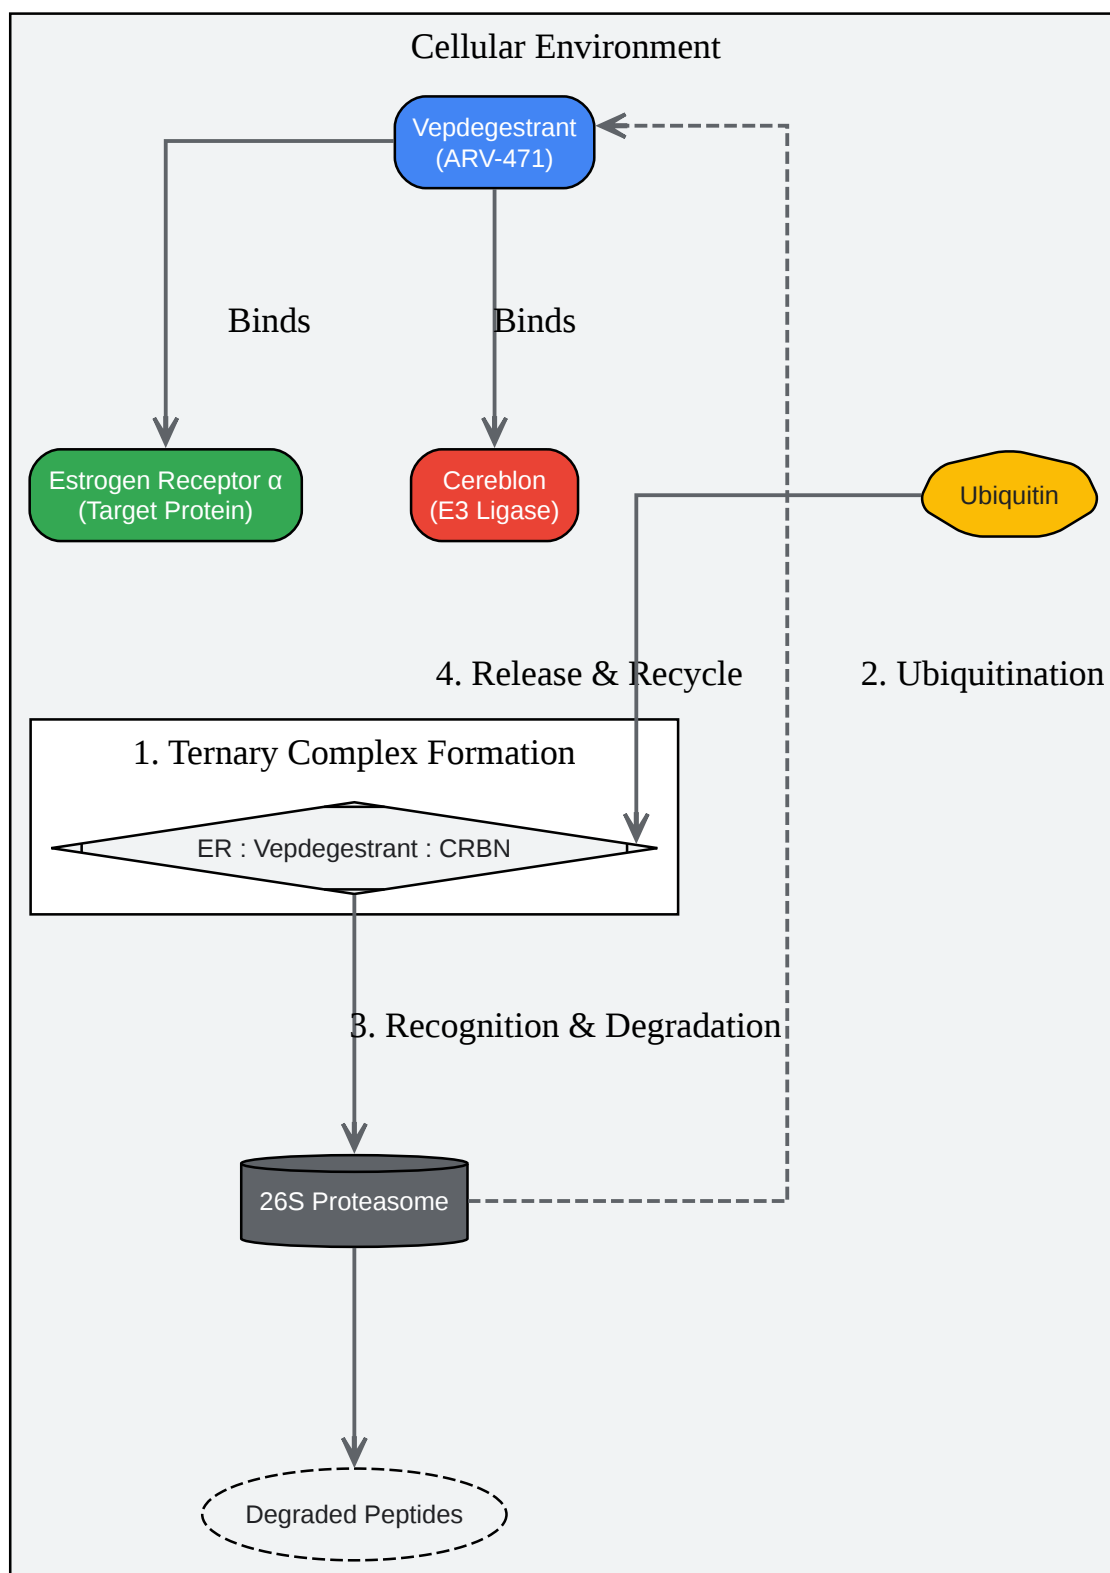 Cellular Environment
Vepdegestrant
(ARV-471)
Binds
Binds
Estrogen Receptor α
(Target Protein)
Cereblon
(E3 Ligase)
Ubiquitin
4. Release & Recycle
2. Ubiquitination
1. Ternary Complex Formation
ER : Vepdegestrant : CRBN
3. Recognition & Degradation
26S Proteasome
Degraded Peptides